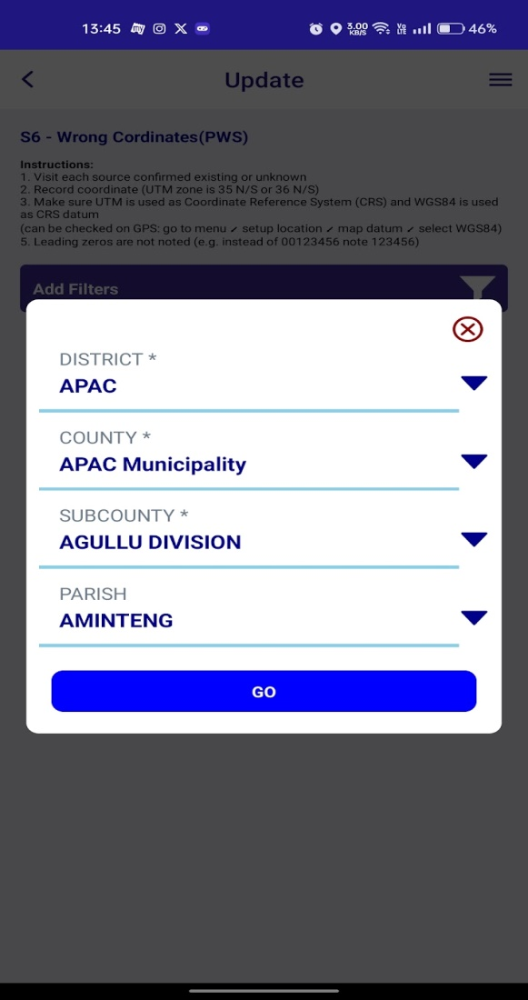 13:45
3.00
KB/S
Vo
LTE
46%
Update
S6 - Wrong Cordinates(PWS)
Instructions:
1. Visit each source confirmed existing or unknown
2. Record coordinate (UTM zone is 35 N/S or 36 N/S)
3. Make sure UTM is used as Coordinate Reference System (CRS) and WGS84 is used
as CRS datum
(can be checked on GPS: go to menu ✓ setup location ✓ map datum ✓ select WGS84)
5. Leading zeros are not noted (e.g. instead of 00123456 note 123456)
Add Filters
DISTRICT *
APAC
COUNTY *
APAC Municipality
SUBCOUNTY *
AGULLU DIVISION
PARISH
AMINTENG
GO